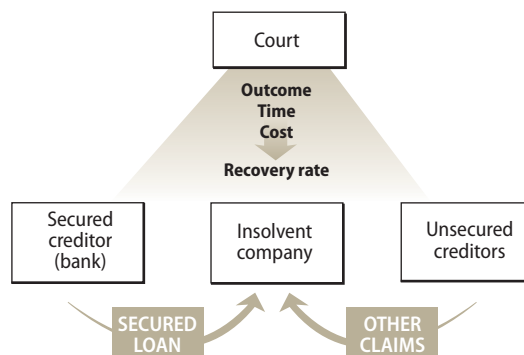 Court
Outcome
Time
Cost
Recovery rate
Secured
creditor
(bank)
Insolvent
company
Unsecured
creditors
SECURED
LOAN
OTHER
CLAIMS